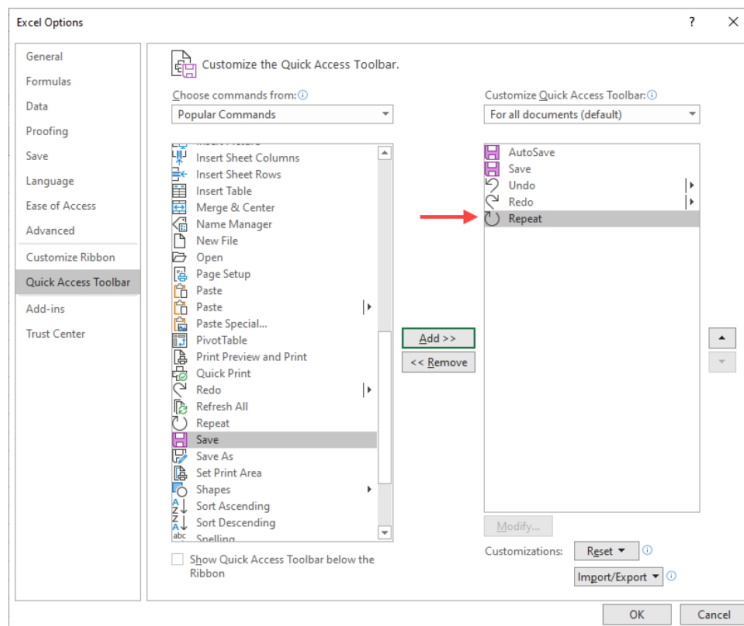 Excel Options
? 
General
Formulas
Data
Proofing
Save
Language
Ease of Access
Advanced
Customize Ribbon
Quick Access Toolbar
Add-ins
Trust Center
Customize the Quick Access Toolbar.
Choose commands from:
Popular Commands
Insert Picture
Insert Sheet Columns
Insert Sheet Rows
Insert Table
Merge & Center
Name Manager
New File
Open
Page Setup
Paste
Paste
Paste Special...
PivotTable
Print Preview and Print
Quick Print
Redo
Refresh All
Repeat
Save
Save As
Set Print Area
Shapes
Sort Ascending
Sort Descending
Spelling
Show Quick Access Toolbar below the
Ribbon
Add >>
<< Remove
Customize Quick Access Toolbar:
For all documents (default)
AutoSave
Save
Undo
Redo
Repeat
Modify...
Customizations:
Reset
Import/Export
OK
Cancel